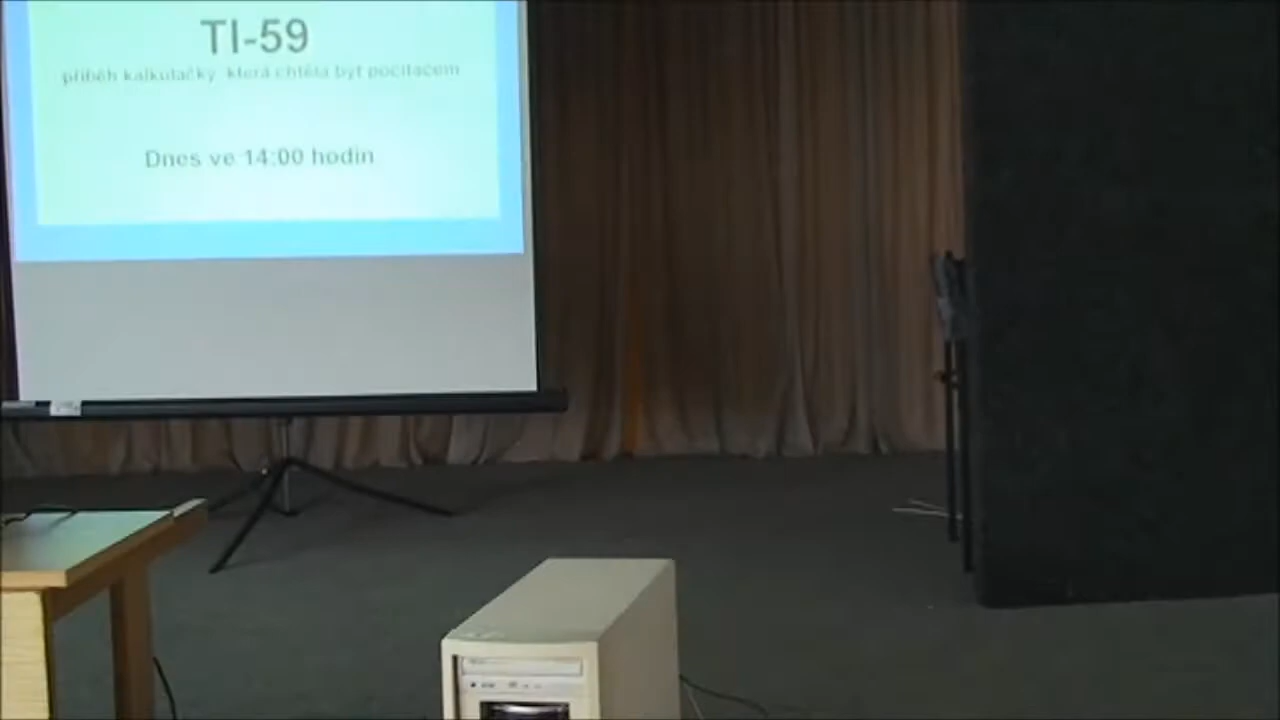 TI-59
příběh kalkulačky, která chtěla být počítačem
Dnes ve 14:00 hodin